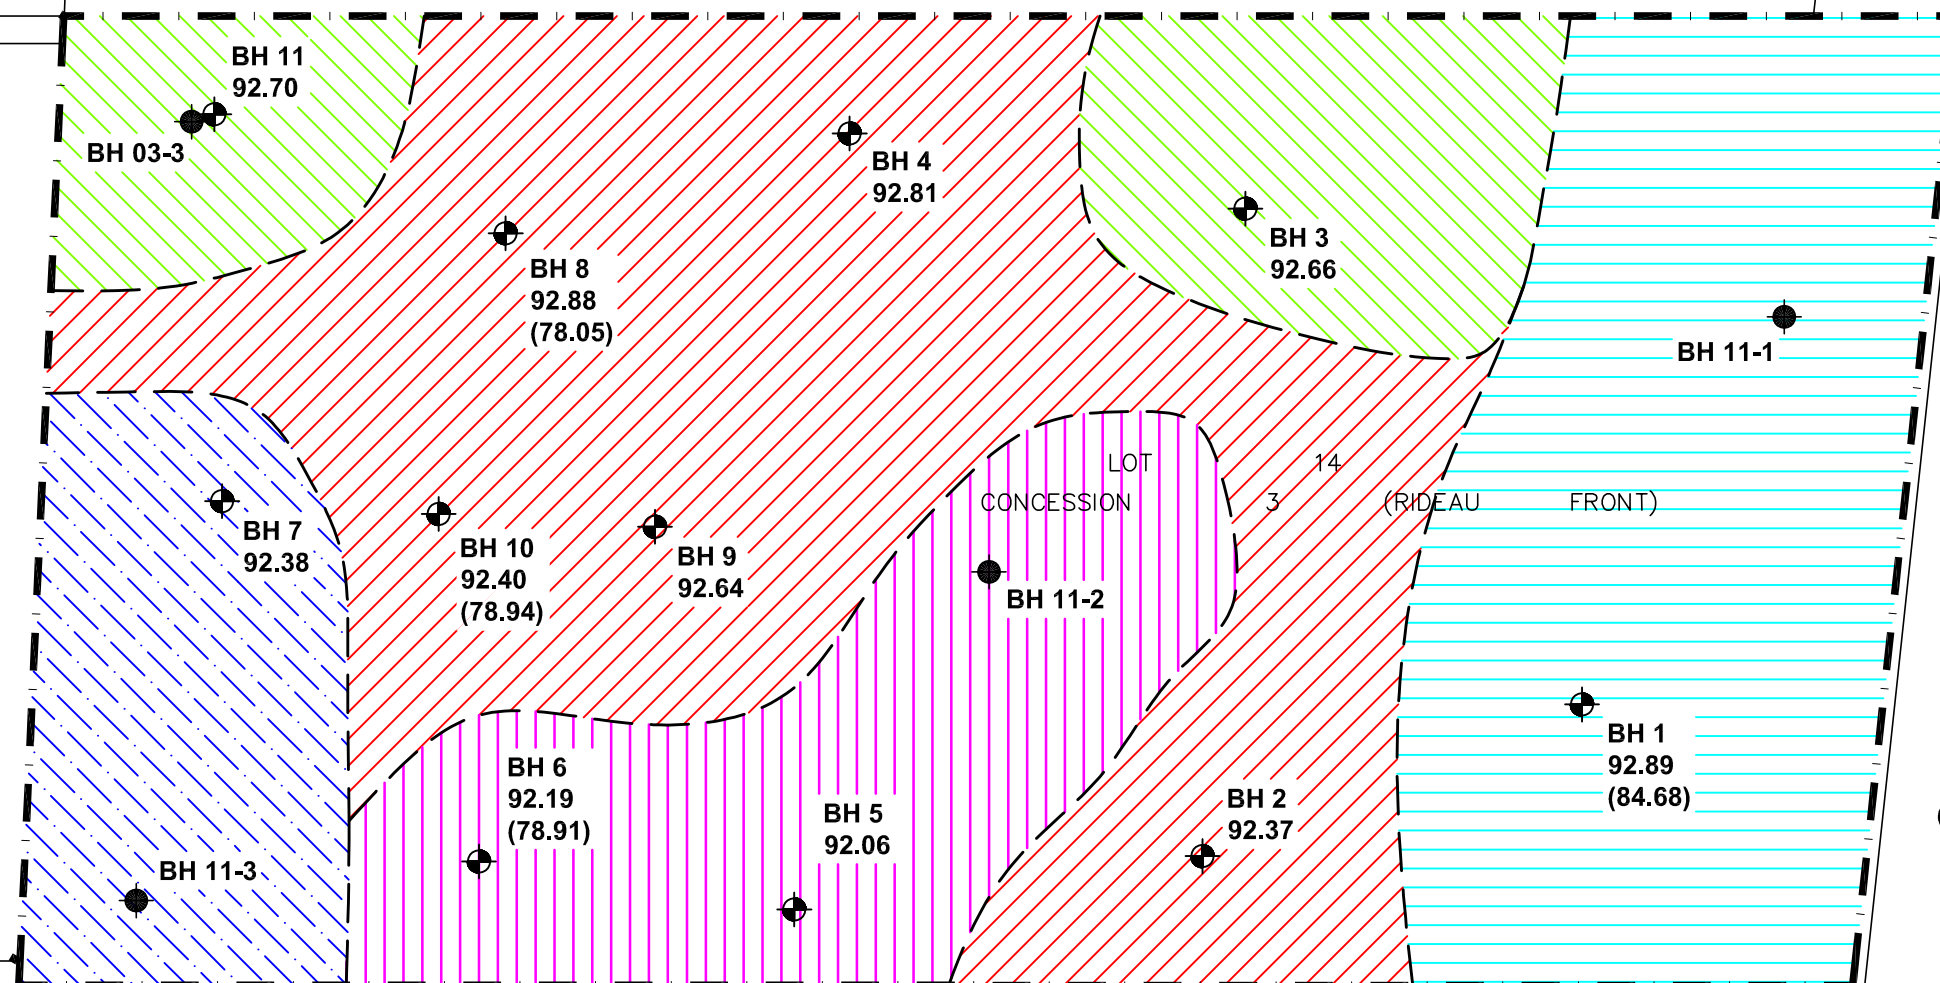 BH 11
92.70
BH 03-3
BH 4
92.81
BH 3
92.66
BH 8
92.88
(78.05)
BH 11-1
LOT 14
CONCESSION 3 (RIDEAU FRONT)
BH 7
92.38
BH 10
92.40
(78.94)
BH 9
92.64
BH 11-2
BH 1
92.89
(84.68)
BH 6
92.19
(78.91)
BH 5
92.06
BH 2
92.37
BH 11-3